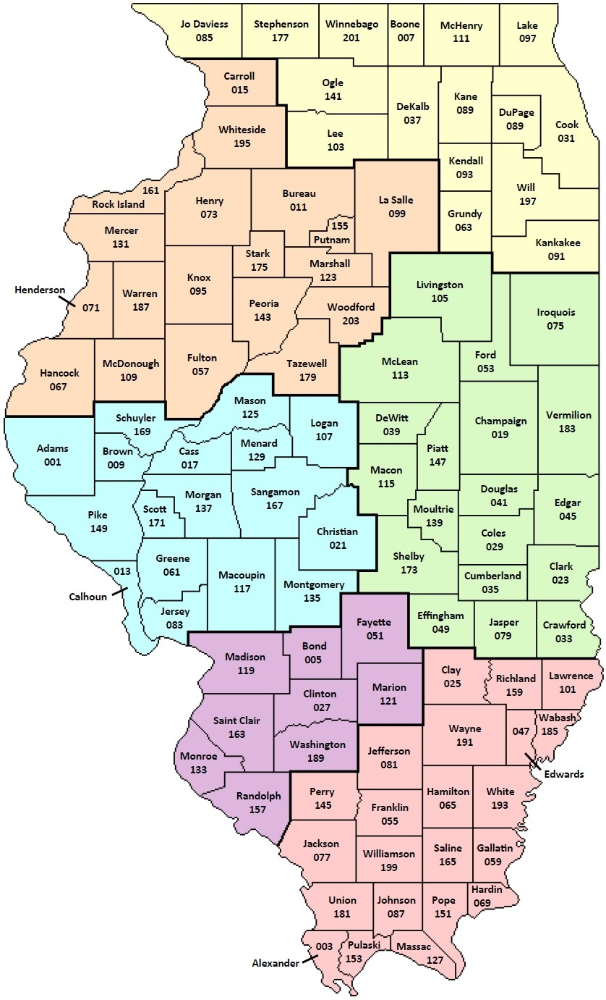 Jo Daviess
085
Stephenson
177
Winnebago
201
Boone
007
McHenry
111
Lake
097
Carroll
015
Ogle
141
DeKalb
037
Kane
089
DuPage
089
Cook
031
Whiteside
195
Lee
103
Kendall
093
Will
197
161
Rock Island
Henry
073
Bureau
011
La Salle
099
Grundy
063
155
Putnam
Kankakee
091
Mercer
131
Stark
175
Marshall
123
Henderson
071
Warren
187
Knox
095
Peoria
143
Woodford
203
Livingston
105
Iroquois
075
Hancock
067
McDonough
109
Fulton
057
Tazewell
179
McLean
113
Ford
053
Schuyler
169
Mason
125
Logan
107
DeWitt
039
Champaign
019
Vermilion
183
Adams
001
Brown
009
Cass
017
Menard
129
Piatt
147
Macon
115
Pike
149
Scott
171
Morgan
137
Sangamon
167
Christian
021
Moultrie
139
Douglas
041
Edgar
045
Coles
029
013
Calhoun
Greene
061
Macoupin
117
Montgomery
135
Shelby
173
Cumberland
035
Clark
023
Jersey
083
Fayette
051
Effingham
049
Jasper
079
Crawford
033
Madison
119
Bond
005
Clay
025
Richland
159
Lawrence
101
Clinton
027
Marion
121
Saint Clair
163
Washington
189
Jefferson
081
Wayne
191
047
Edwards
Wabash
185
Monroe
133
Randolph
157
Perry
145
Franklin
055
Hamilton
065
White
193
Jackson
077
Williamson
199
Saline
165
Gallatin
059
Union
181
Johnson
087
Pope
151
Hardin
069
003
Alexander
Pulaski
153
Massac
127